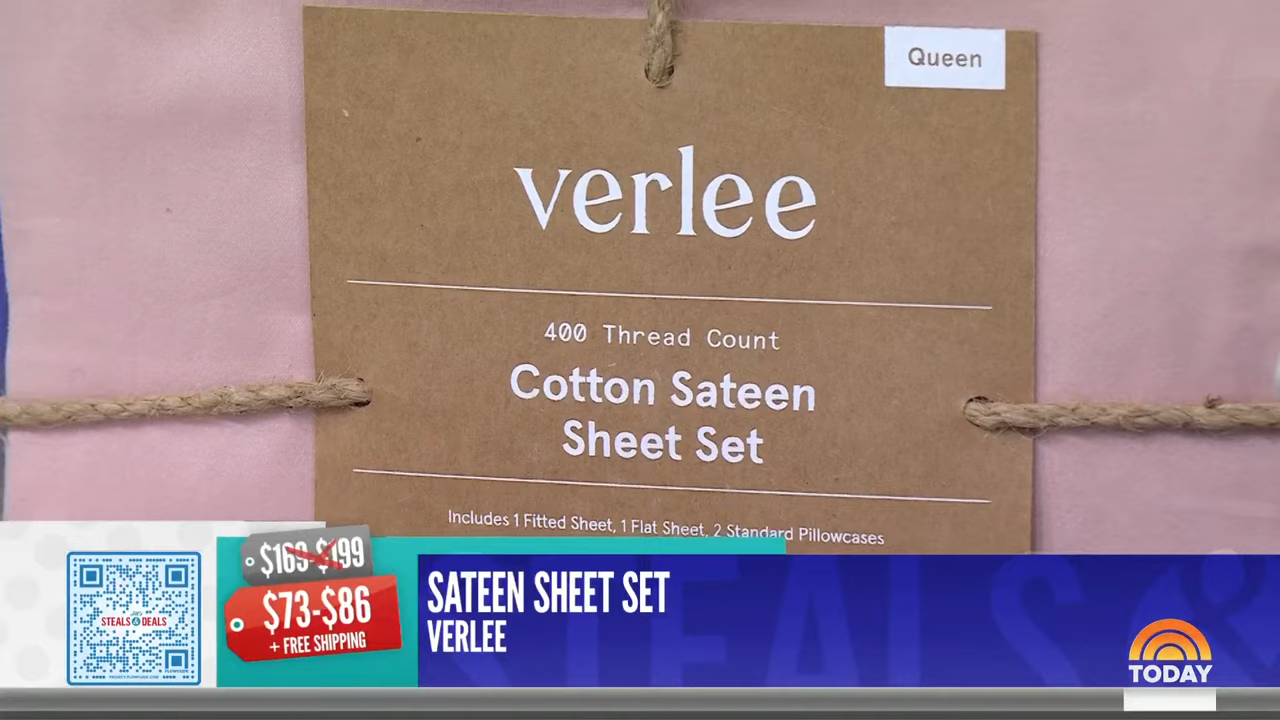 Queen
verlee
400 Thread Count
Cotton Sateen
Sheet Set
Includes 1 Fitted Sheet, 1 Flat Sheet, 2 Standard Pillowcases
$169-$199
$73-$86
+ FREE SHIPPING
STEALS & DEALS
SATEEN SHEET SET
VERLEE
STEALS &
TODAY